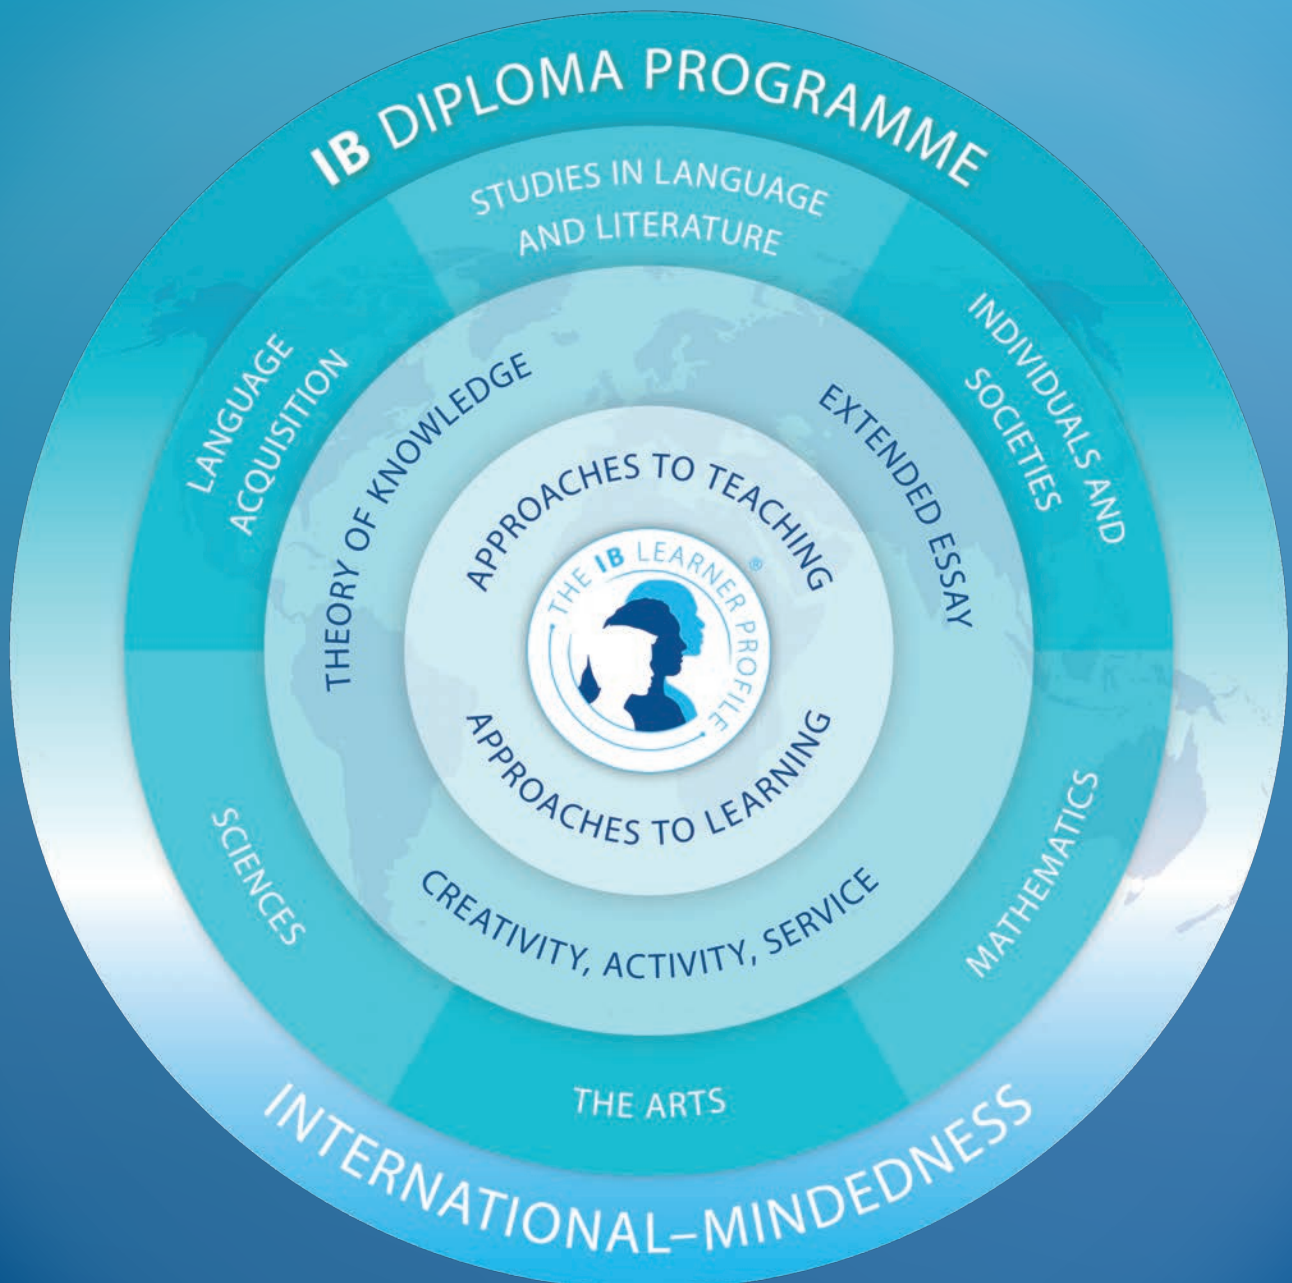 IB DIPLOMA PROGRAMME
STUDIES IN LANGUAGE
AND LITERATURE
LANGUAGE
ACQUISITION
INDIVIDUALS AND
SOCIETIES
THEORY OF KNOWLEDGE
EXTENDED ESSAY
APPROACHES TO TEACHING
THE IB LEARNER PROFILE ®
APPROACHES TO LEARNING
CREATIVITY, ACTIVITY, SERVICE
SCIENCES
MATHEMATICS
THE ARTS
INTERNATIONAL–MINDEDNESS